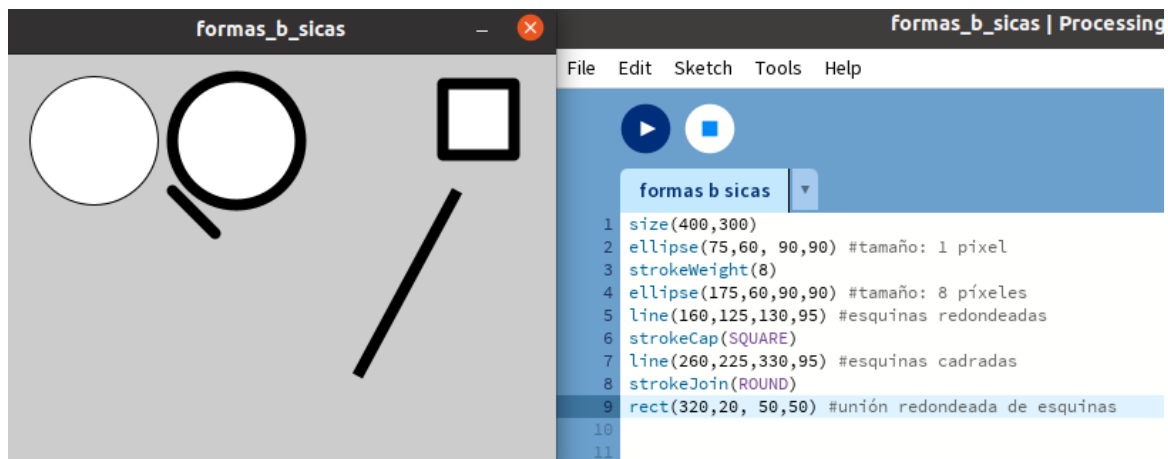 formas_b_sicas
formas_b_sicas | Processing
File Edit Sketch Tools Help
formas b sicas
1 size(400,300)
2 ellipse(75,60, 90,90) #tamaño: 1 pixel
3 strokeWeight(8)
4 ellipse(175,60,90,90) #tamaño: 8 píxeles
5 line(160,125,130,95) #esquinas redondeadas
6 strokeCap(SQUARE)
7 line(260,225,330,95) #esquinas cadradas
8 strokeJoin(ROUND)
9 rect(320,20, 50,50) #unión redondeada de esquinas
10
11